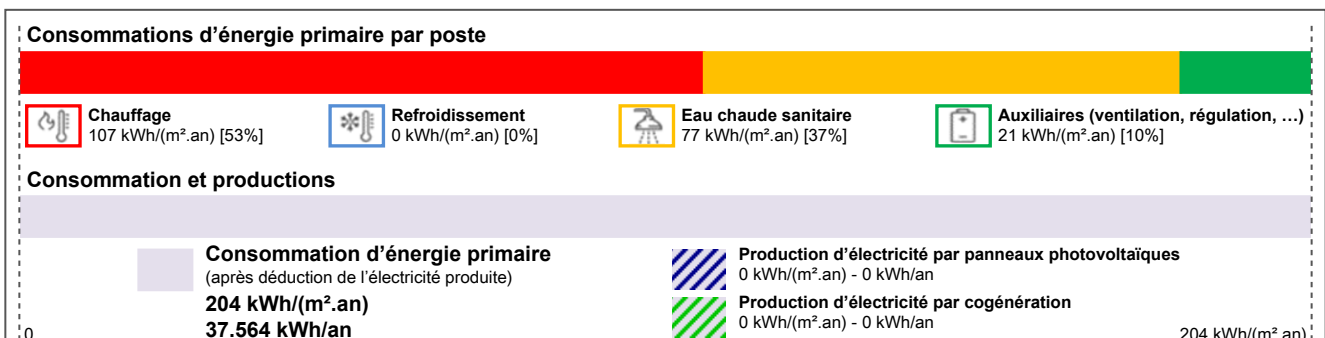 Consommations d'énergie primaire par poste
Chauffage
107 kWh/(m².an) [53%]
Refroidissement
0 kWh/(m².an) [0%]
Eau chaude sanitaire
77 kWh/(m².an) [37%]
Auxiliaires (ventilation, régulation, …)
21 kWh/(m².an) [10%]
Consommation et productions
Consommation d'énergie primaire
(après déduction de l'électricité produite)
204 kWh/(m².an)
37.564 kWh/an
Production d'électricité par panneaux photovoltaïques
0 kWh/(m².an) - 0 kWh/an
Production d'électricité par cogénération
0 kWh/(m².an) - 0 kWh/an
0
204 kWh/(m².an)